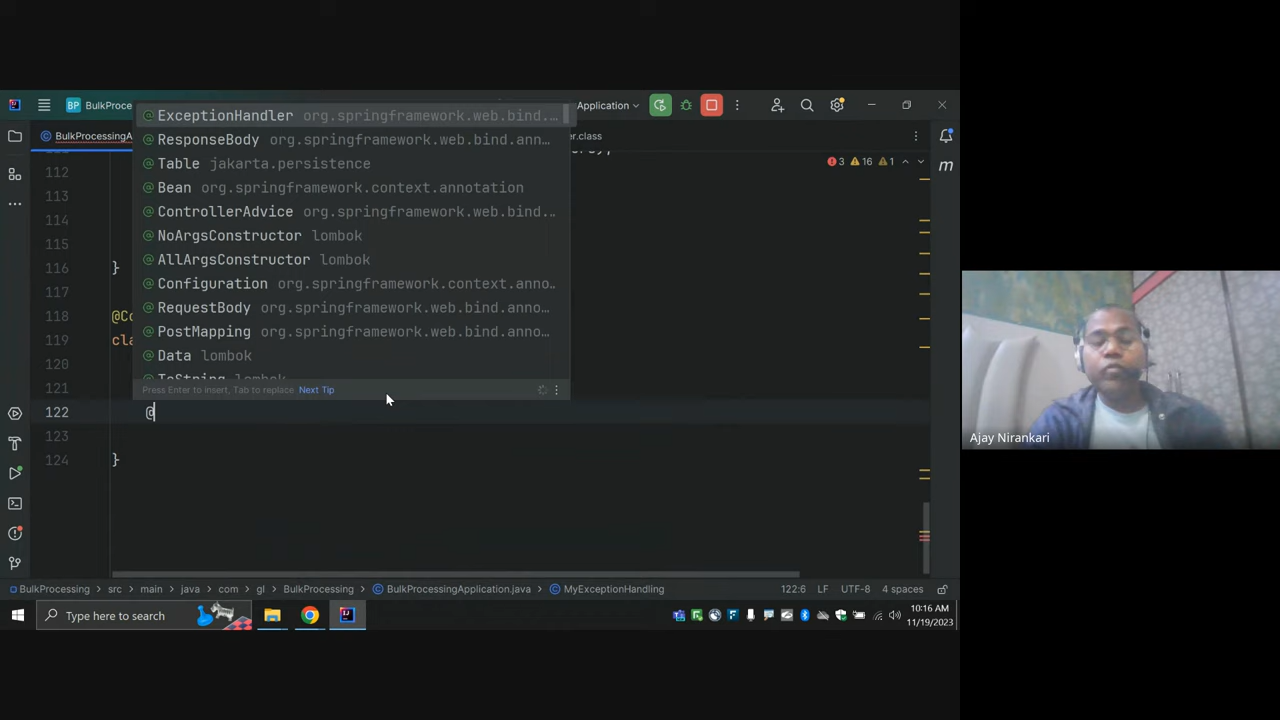 BP BulkProce
Application
BulkProcessingA
er.class
3 16 1
@ ExceptionHandler org.springframework.web.bind....
@ ResponseBody org.springframework.web.bind.ann...
@ Table jakarta.persistence
@ Bean org.springframework.context.annotation
@ ControllerAdvice org.springframework.web.bind...
@ NoArgsConstructor lombok
@ AllArgsConstructor lombok
@ Configuration org.springframework.context.anno...
@ RequestBody org.springframework.web.bind.anno...
@ PostMapping org.springframework.web.bind.anno...
@ Data lombok
@ ToString lombok
Press Enter to insert, Tab to replace Next Tip
112
113
114
115
116 }
117
118 @Co
119 cla
120
121
122 @
123
124 }
BulkProcessing > src > main > java > com > gl > BulkProcessing > BulkProcessingApplication.java > MyExceptionHandling
122:6 LF UTF-8 4 spaces
Type here to search
10:16 AM
11/19/2023
Ajay Nirankari